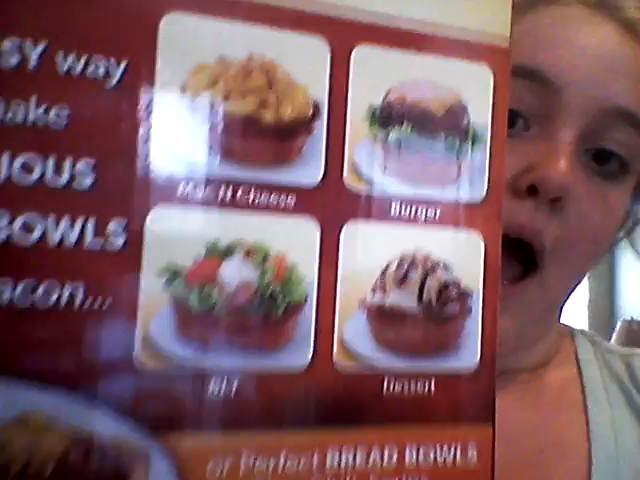 SY way
ake
IOUS
BOWLS
acon...
Mac N Cheese
Burger
BLT
Dessert
or Perfect BREAD BOWLS